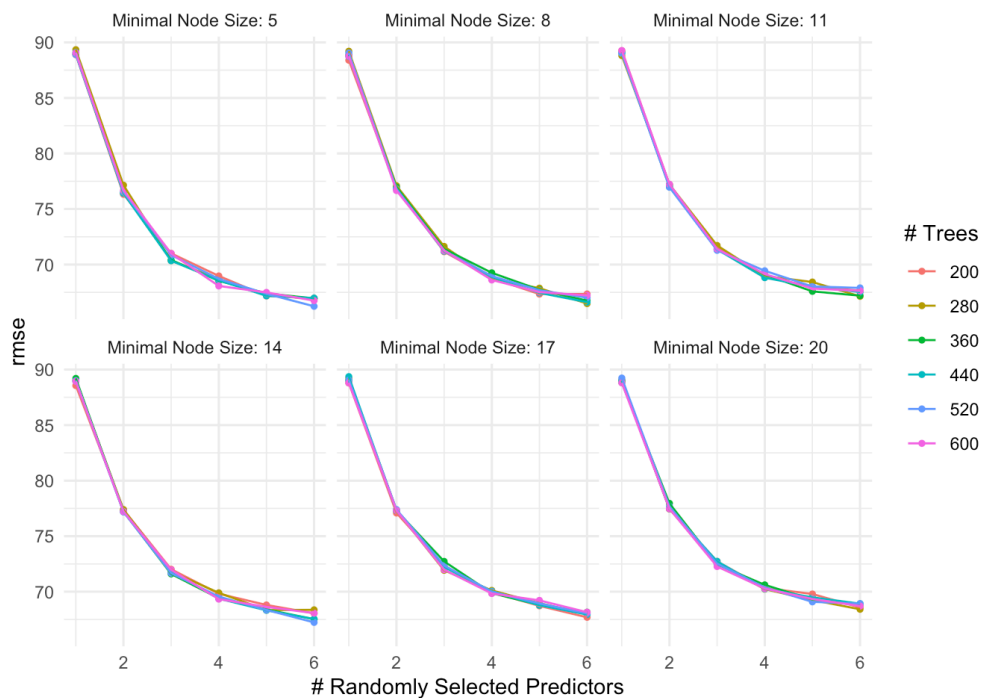 Minimal Node Size: 5
Minimal Node Size: 8
Minimal Node Size: 11
90
85
80
75
70
Minimal Node Size: 14
Minimal Node Size: 17
Minimal Node Size: 20
90
85
80
75
70
2
4
6
2
4
6
2
4
6
rmse
# Randomly Selected Predictors
# Trees
200
280
360
440
520
600